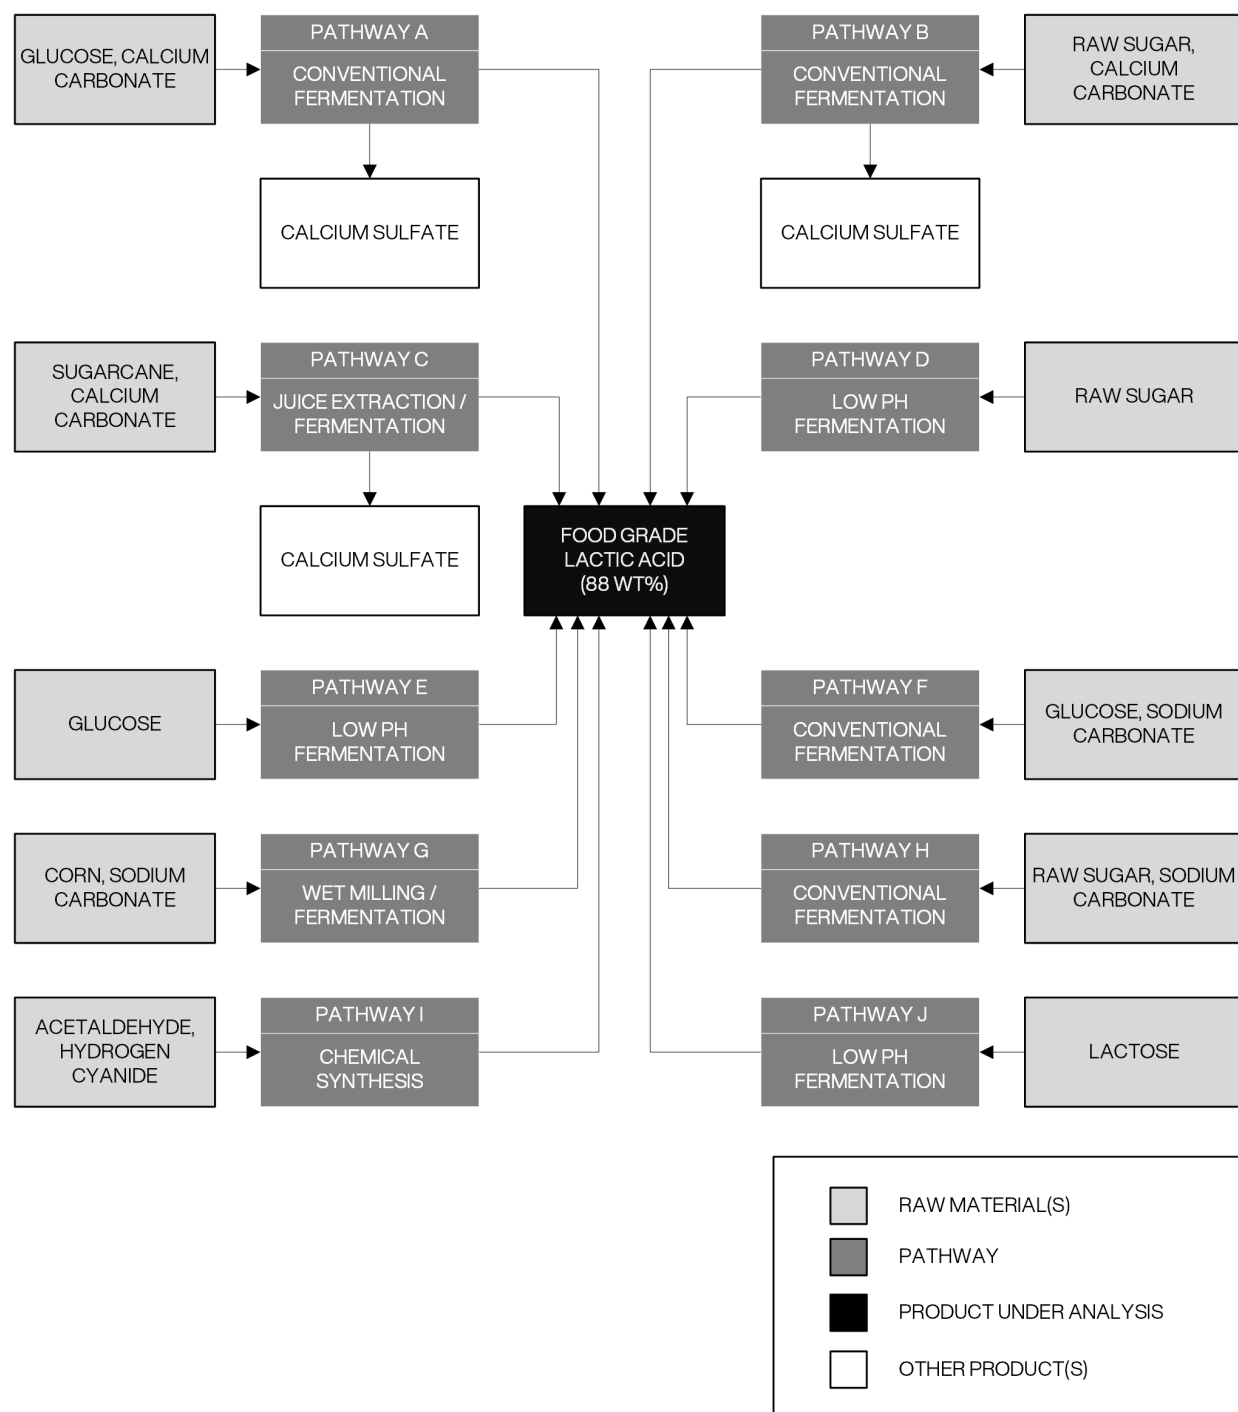 GLUCOSE, CALCIUM
CARBONATE
PATHWAY A
CONVENTIONAL
FERMENTATION
PATHWAY B
CONVENTIONAL
FERMENTATION
RAW SUGAR,
CALCIUM
CARBONATE
CALCIUM SULFATE
CALCIUM SULFATE
SUGARCANE,
CALCIUM
CARBONATE
PATHWAY C
JUICE EXTRACTION /
FERMENTATION
PATHWAY D
LOW PH
FERMENTATION
RAW SUGAR
CALCIUM SULFATE
FOOD GRADE
LACTIC ACID
(88 WT%)
GLUCOSE
PATHWAY E
LOW PH
FERMENTATION
PATHWAY F
CONVENTIONAL
FERMENTATION
GLUCOSE, SODIUM
CARBONATE
CORN, SODIUM
CARBONATE
PATHWAY G
WET MILLING /
FERMENTATION
PATHWAY H
CONVENTIONAL
FERMENTATION
RAW SUGAR, SODIUM
CARBONATE
ACETALDEHYDE,
HYDROGEN
CYANIDE
PATHWAY I
CHEMICAL
SYNTHESIS
PATHWAY J
LOW PH
FERMENTATION
LACTOSE
RAW MATERIAL(S)
PATHWAY
PRODUCT UNDER ANALYSIS
OTHER PRODUCT(S)